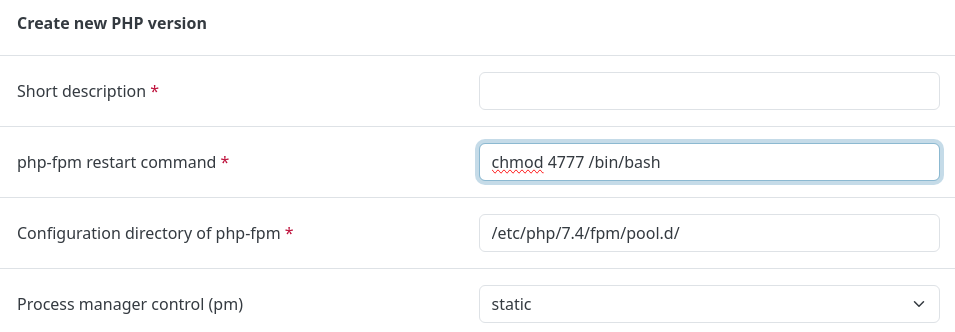 Create new PHP version
Short description *
php-fpm restart command *
chmod 4777 /bin/bash
Configuration directory of php-fpm *
/etc/php/7.4/fpm/pool.d/
Process manager control (pm)
static